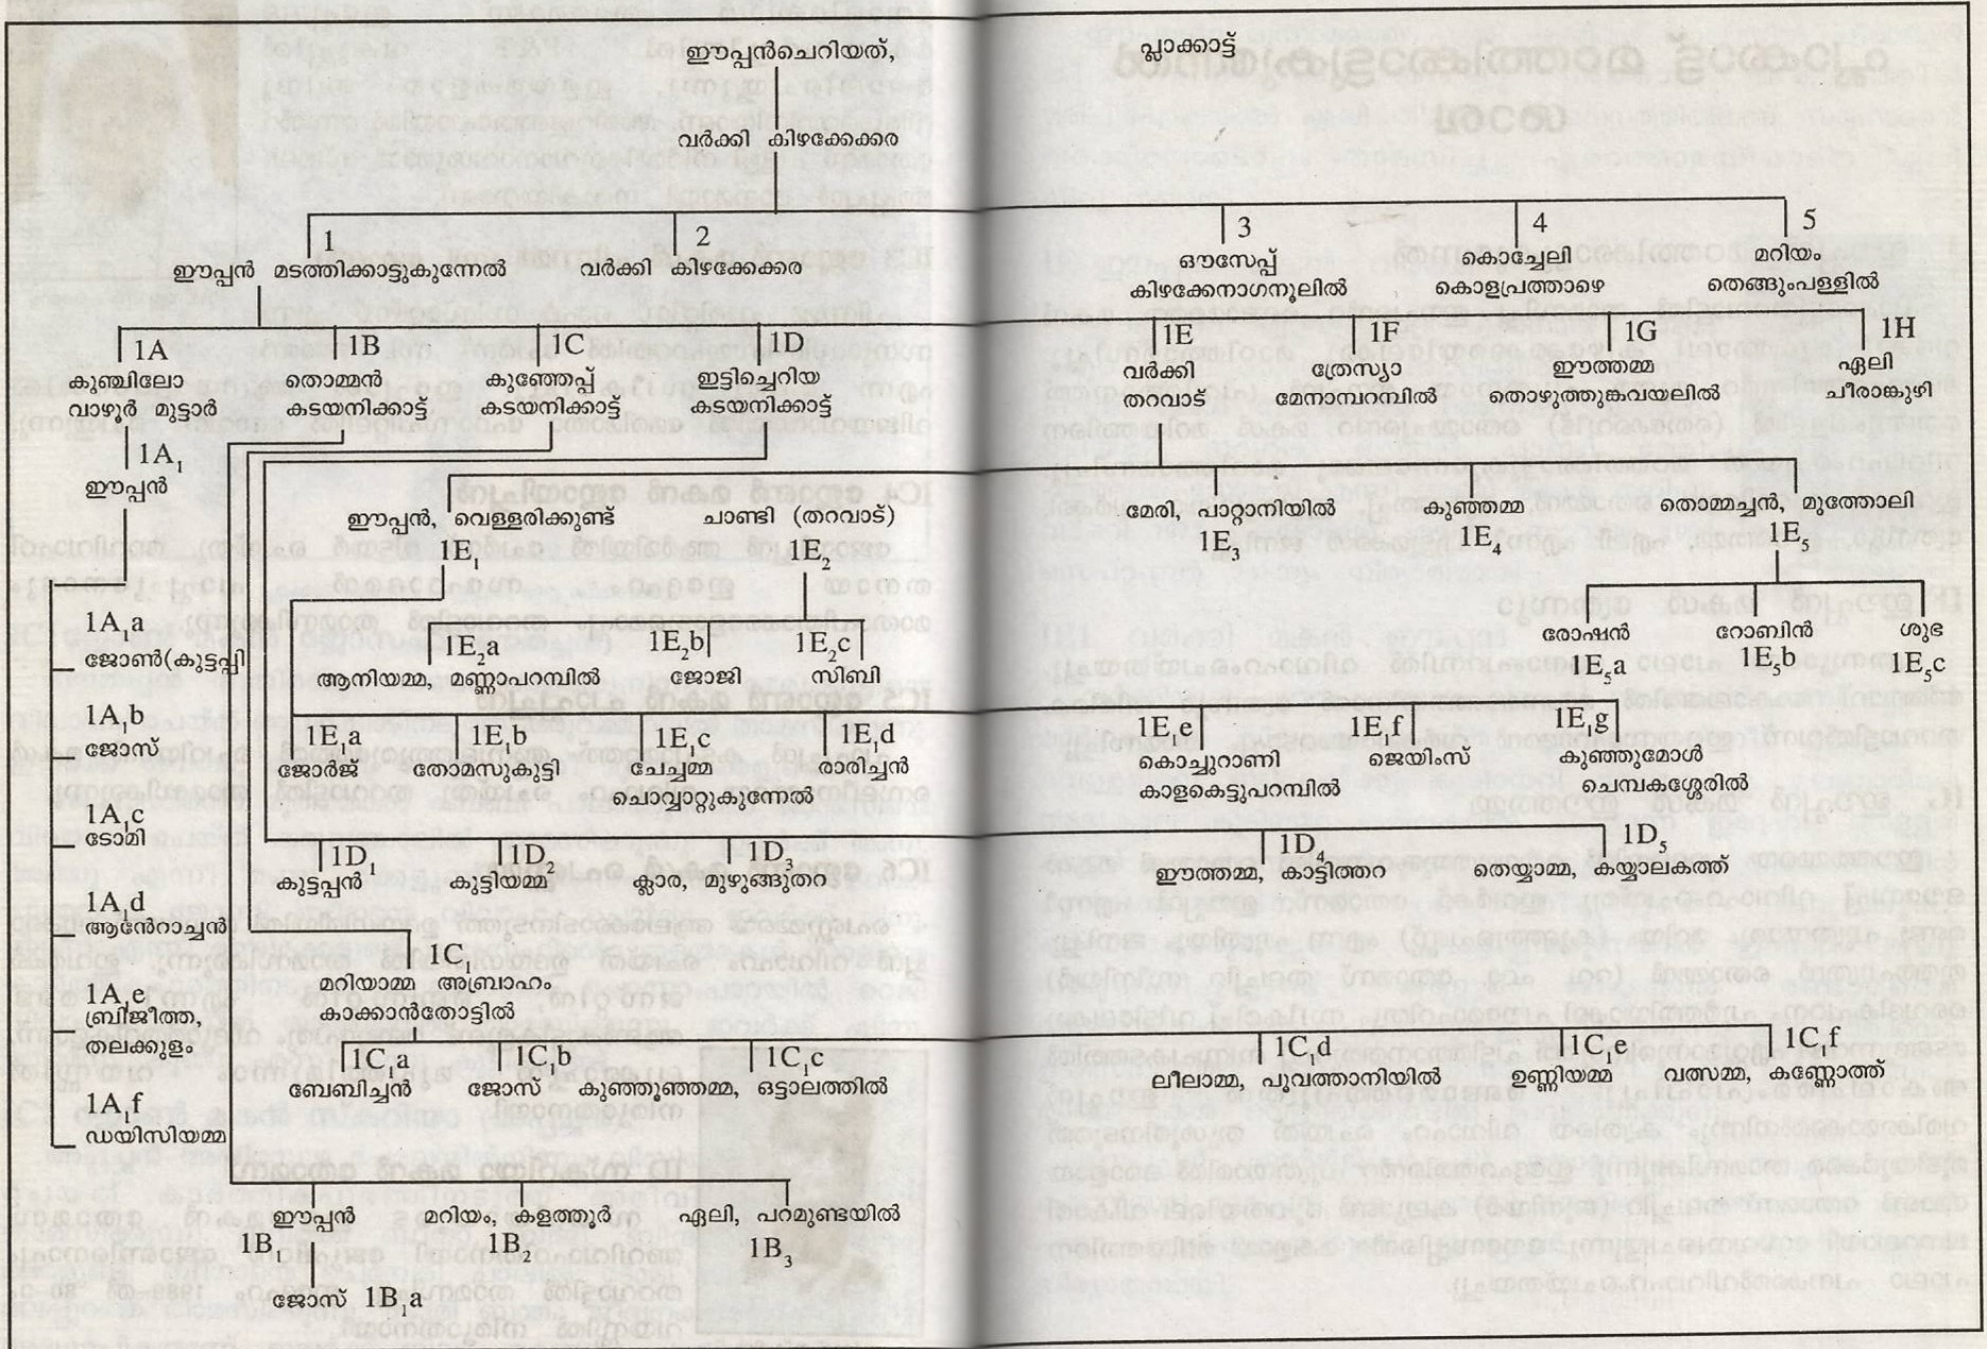 ഈപ്പൻചെറിയത്, പ്ലാക്കാട്ട്
വർക്കി കിഴക്കേക്കര
1 2 3 4 5
ഈപ്പൻ മടത്തിക്കാട്ടുകുന്നേൽ വർക്കി കിഴക്കേക്കര ഔസേപ്പ് കൊച്ചേലി മറിയം
കിഴക്കേനാഗനൂലിൽ കൊളപ്രത്താഴെ തെങ്ങുംപള്ളിൽ
1A 1B 1C 1D 1E 1F 1G 1H
കുഞ്ചിലോ തൊമ്മൻ കുഞ്ഞേപ്പ് ഇട്ടിച്ചെറിയ വർക്കി ത്രേസ്യാ ഈത്തമ്മ ഏലി
വാഴൂർ മുട്ടാർ കടയനിക്കാട്ട് കടയനിക്കാട്ട് കടയനിക്കാട്ട് തറവാട് മേനാമ്പറമ്പിൽ തൊഴുത്തുങ്കവയലിൽ ചീരാങ്കുഴി
1A₁
ഈപ്പൻ
ഈപ്പൻ, വെള്ളരിക്കുണ്ട് ചാണ്ടി (തറവാട്) മേരി, പാറ്റാനിയിൽ കുഞ്ഞമ്മ തൊമ്മച്ചൻ, മുത്തോലി
1E₁ 1E₂ 1E₃ 1E₄ 1E₅
രോഷൻ റോബിൻ ശുഭ
1E₅a 1E₅b 1E₅c
1E₂a 1E₂b 1E₂c
ആനിയമ്മ, മണ്ണാപറമ്പിൽ ജോജി സിബി
1A₁a
ജോൺ(കുട്ടപ്പി
1A₁b
ജോസ്
1A₁c
ടോമി
1A₁d
ആൻേറാച്ചൻ
1A₁e
ബ്രിജീത്ത,
തലക്കുളം
1A₁f
ഡയിസിയമ്മ
1E₁a 1E₁b 1E₁c 1E₁d 1E₁e 1E₁f 1E₁g
ജോർജ് തോമസുകുട്ടി ചേച്ചമ്മ രാരിച്ചൻ കൊച്ചുറാണി ജെയിംസ് കുഞ്ഞുമോൾ
ചൊവ്വാറ്റുകുന്നേൽ കാളകെട്ടുപറമ്പിൽ ചെമ്പകശ്ശേരിൽ
1D₁ 1D₂ 1D₃ 1D₄ 1D₅
കുട്ടപ്പൻ കുട്ടിയമ്മ ക്ലാര, മുഴുങ്ങുതറ ഈത്തമ്മ, കാട്ടിത്തറ തെയ്യാമ്മ, കയ്യാലകത്ത്
1C₁
മറിയാമ്മ അബ്രാഹം
കാക്കാൻതോട്ടിൽ
1C₁a 1C₁b 1C₁c 1C₁d 1C₁e 1C₁f
ബേബിച്ചൻ ജോസ് കുഞ്ഞൂഞ്ഞമ്മ, ഒട്ടാലത്തിൽ ലീലാമ്മ, പൂവത്താനിയിൽ ഉണ്ണിയമ്മ വത്സമ്മ, കണ്ണോത്ത്
ഈപ്പൻ മറിയം, കളത്തൂർ ഏലി, പറമുണ്ടയിൽ
1B₁ 1B₂ 1B₃
ജോസ് 1B₁a